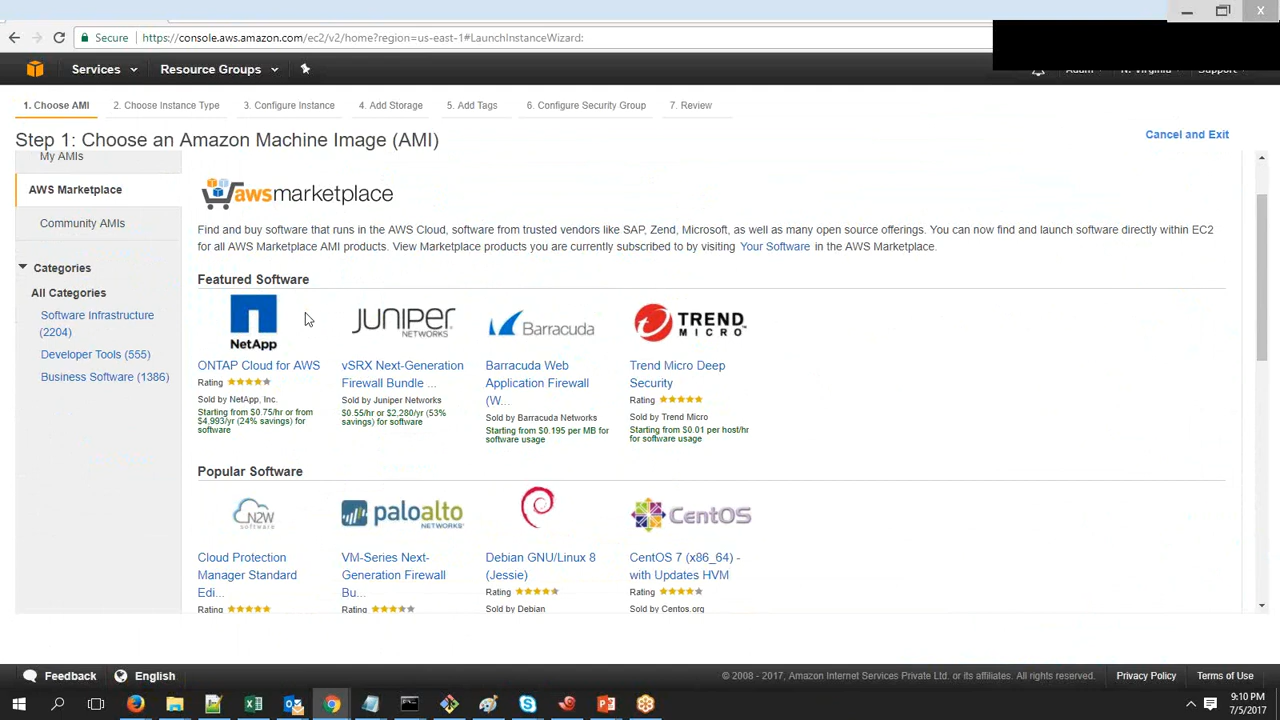 Secure
https://console.aws.amazon.com/ec2/v2/home?region=us-east-1#LaunchInstanceWizard:
Services
Resource Groups
Adam
N. Virginia
Support
1. Choose AMI
2. Choose Instance Type
3. Configure Instance
4. Add Storage
5. Add Tags
6. Configure Security Group
7. Review
Step 1: Choose an Amazon Machine Image (AMI)
Cancel and Exit
My AMIs
AWS Marketplace
Community AMIs
Categories
All Categories
Software Infrastructure
(2204)
Developer Tools (555)
Business Software (1386)
awsmarketplace
Find and buy software that runs in the AWS Cloud, software from trusted vendors like SAP, Zend, Microsoft, as well as many open source offerings. You can now find and launch software directly within EC2
for all AWS Marketplace AMI products. View Marketplace products you are currently subscribed to by visiting Your Software in the AWS Marketplace.
Featured Software
NetApp
ONTAP Cloud for AWS
Rating
Sold by NetApp, Inc.
Starting from $0.75/hr or from
$4,993/yr (24% savings) for
software
JUNIPER
NETWORKS
vSRX Next-Generation
Firewall Bundle ...
Sold by Juniper Networks
$0.55/hr or $2,280/yr (53%
savings) for software
Barracuda
Barracuda Web
Application Firewall
(W...
Sold by Barracuda Networks
Starting from $0.195 per MB for
software usage
TREND
MICRO
Trend Micro Deep
Security
Rating
Sold by Trend Micro
Starting from $0.01 per host/hr
for software usage
Popular Software
N2W
software
Cloud Protection
Manager Standard
Edi...
Rating
paloalto
NETWORKS
VM-Series Next-
Generation Firewall
Bu...
Rating
Debian GNU/Linux 8
(Jessie)
Rating
Sold by Debian
CentOS
CentOS 7 (x86_64) -
with Updates HVM
Rating
Sold by Centos.org
Feedback
English
© 2008 - 2017, Amazon Internet Services Private Ltd. or its affiliates. All rights reserved.
Privacy Policy
Terms of Use
9:10 PM
7/5/2017